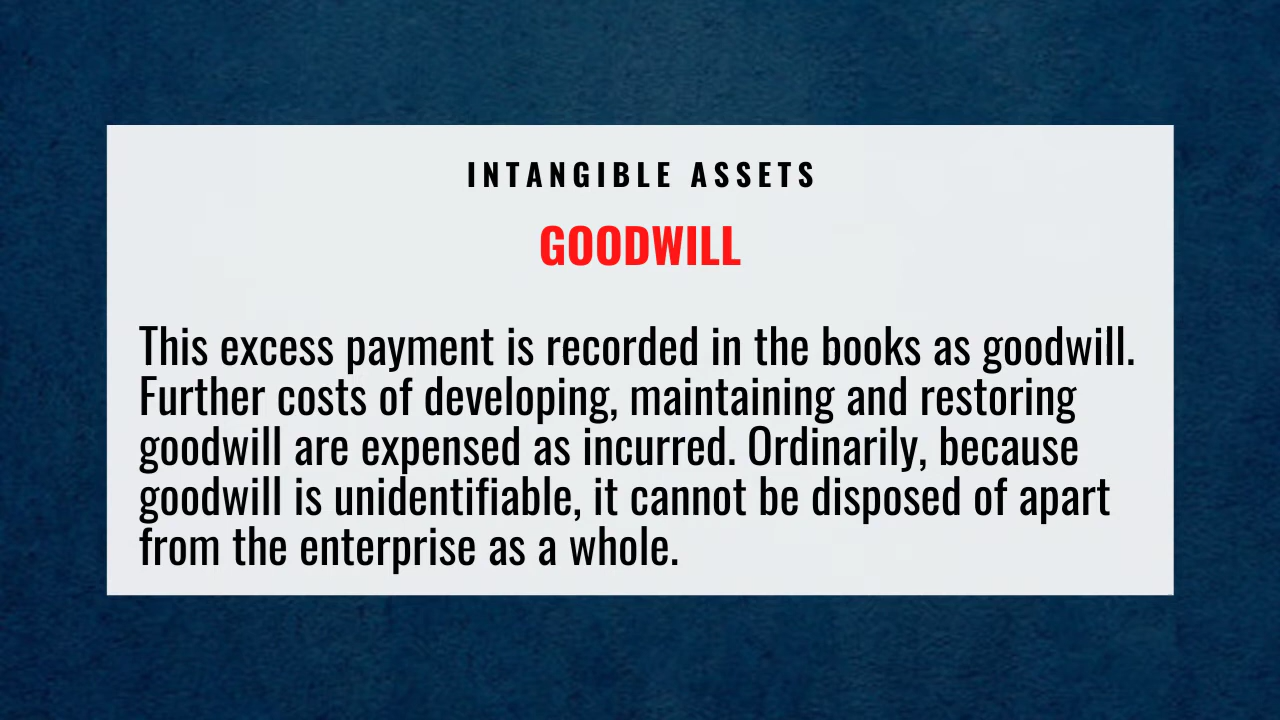 INTANGIBLE ASSETS
GOODWILL
This excess payment is recorded in the books as goodwill.
Further costs of developing, maintaining and restoring
goodwill are expensed as incurred. Ordinarily, because
goodwill is unidentifiable, it cannot be disposed of apart
from the enterprise as a whole.